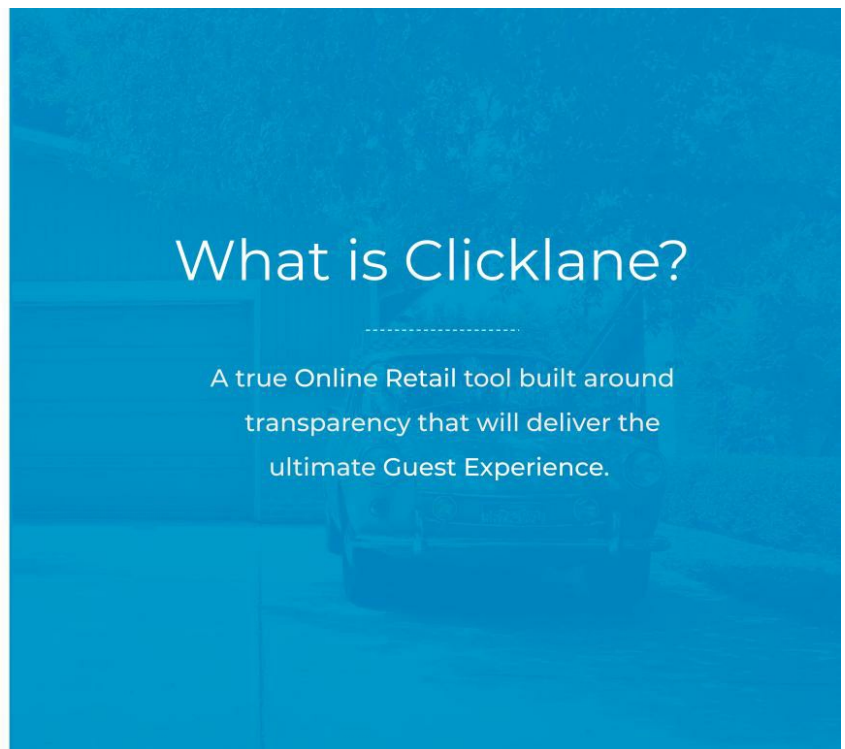 What is Clicklane?
A true Online Retail tool built around
transparency that will deliver the
ultimate Guest Experience.